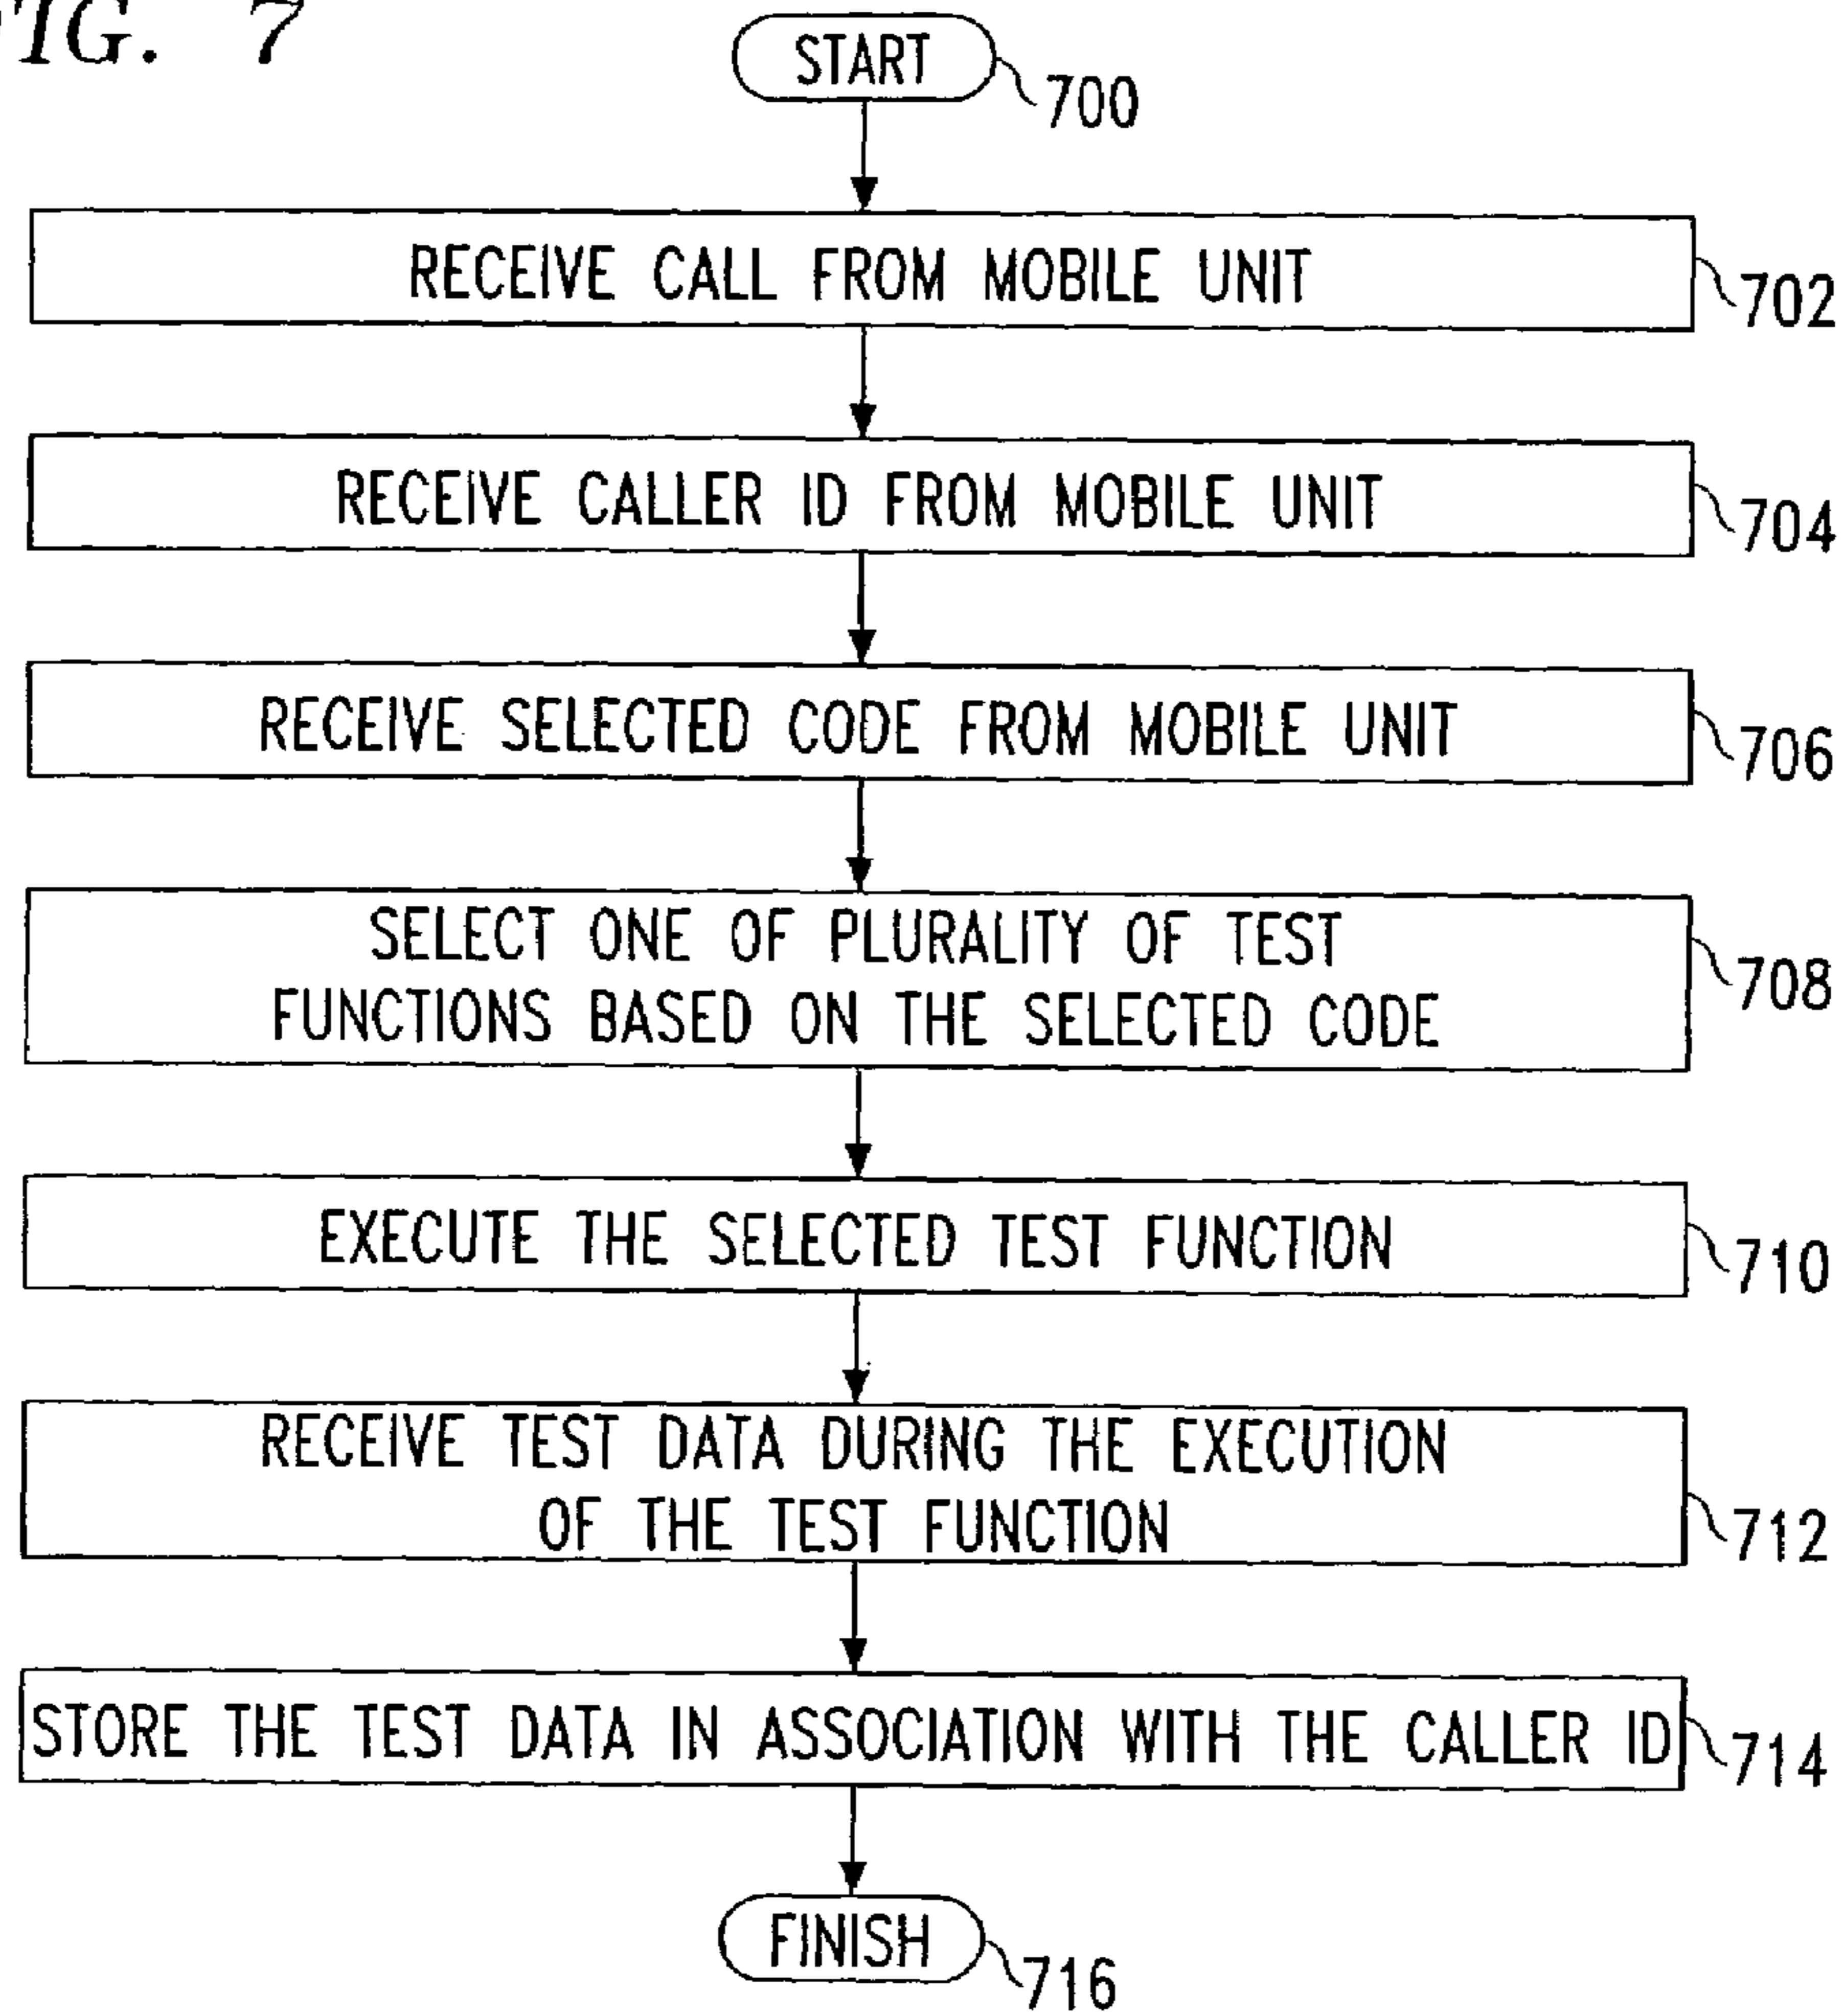 FIG. 7
START
700
RECEIVE CALL FROM MOBILE UNIT
702
RECEIVE CALLER ID FROM MOBILE UNIT
704
RECEIVE SELECTED CODE FROM MOBILE UNIT
706
SELECT ONE OF PLURALITY OF TEST
FUNCTIONS BASED ON THE SELECTED CODE
708
EXECUTE THE SELECTED TEST FUNCTION
710
RECEIVE TEST DATA DURING THE EXECUTION
OF THE TEST FUNCTION
712
STORE THE TEST DATA IN ASSOCIATION WITH THE CALLER ID
714
FINISH
716